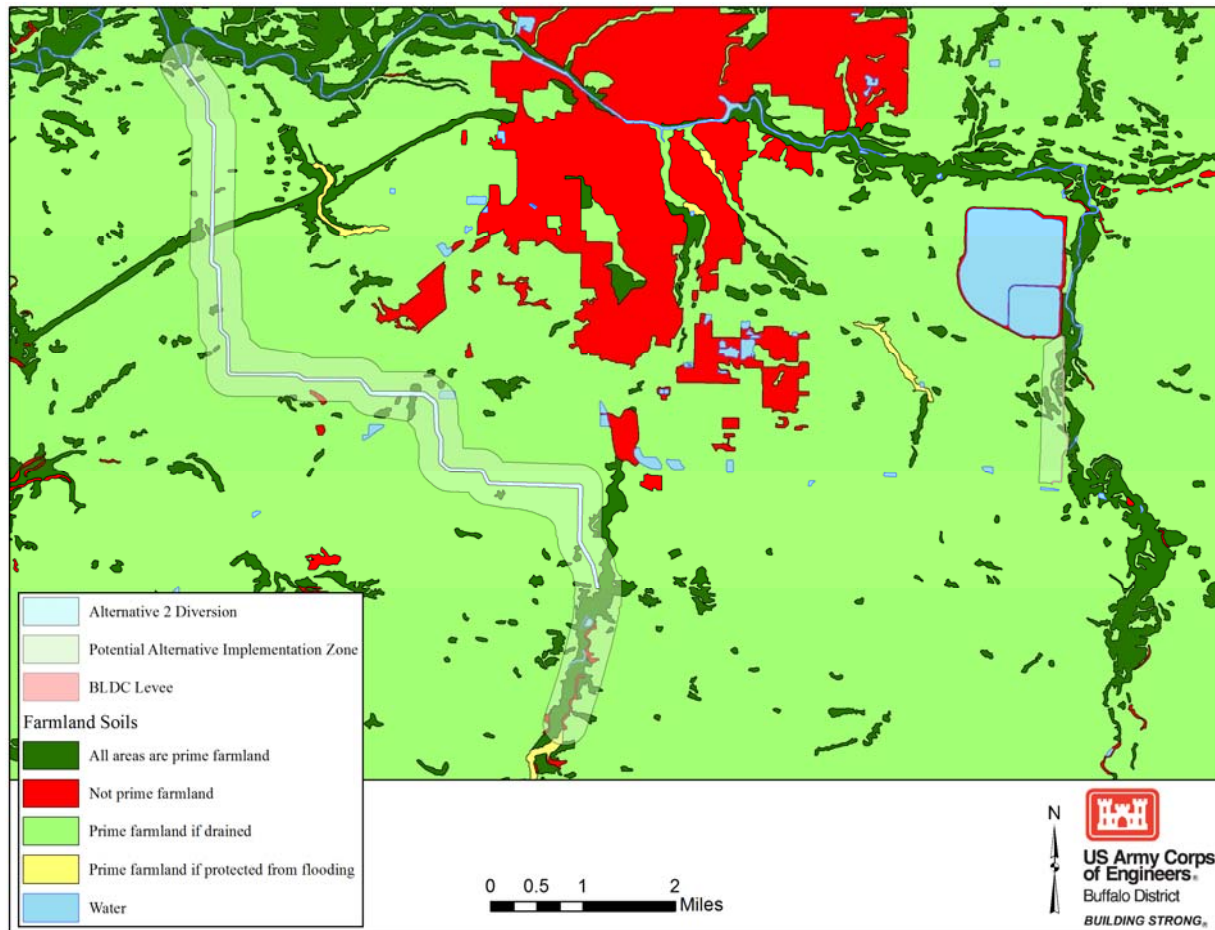 Alternative 2 Diversion
Potential Alternative Implementation Zone
BLDC Levee
Farmland Soils
All areas are prime farmland
Not prime farmland
Prime farmland if drained
Prime farmland if protected from flooding
Water
0 0.5 1 2
Miles
N
US Army Corps
of Engineers®
Buffalo District
BUILDING STRONG®